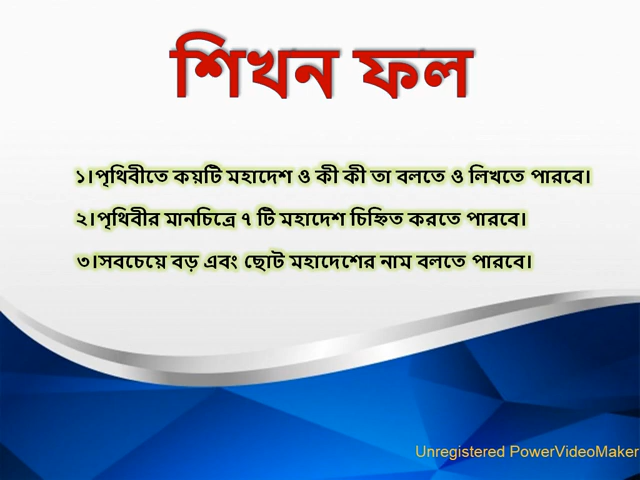 শিখন ফল
১।পৃথিবীতে কয়টি মহাদেশ ও কী কী তা বলতে ও লিখতে পারবে।
২।পৃথিবীর মানচিত্রে ৭ টি মহাদেশ চিহ্নিত করতে পারবে।
৩।সবচেয়ে বড় এবং ছোট মহাদেশের নাম বলতে পারবে।
Unregistered PowerVideoMaker